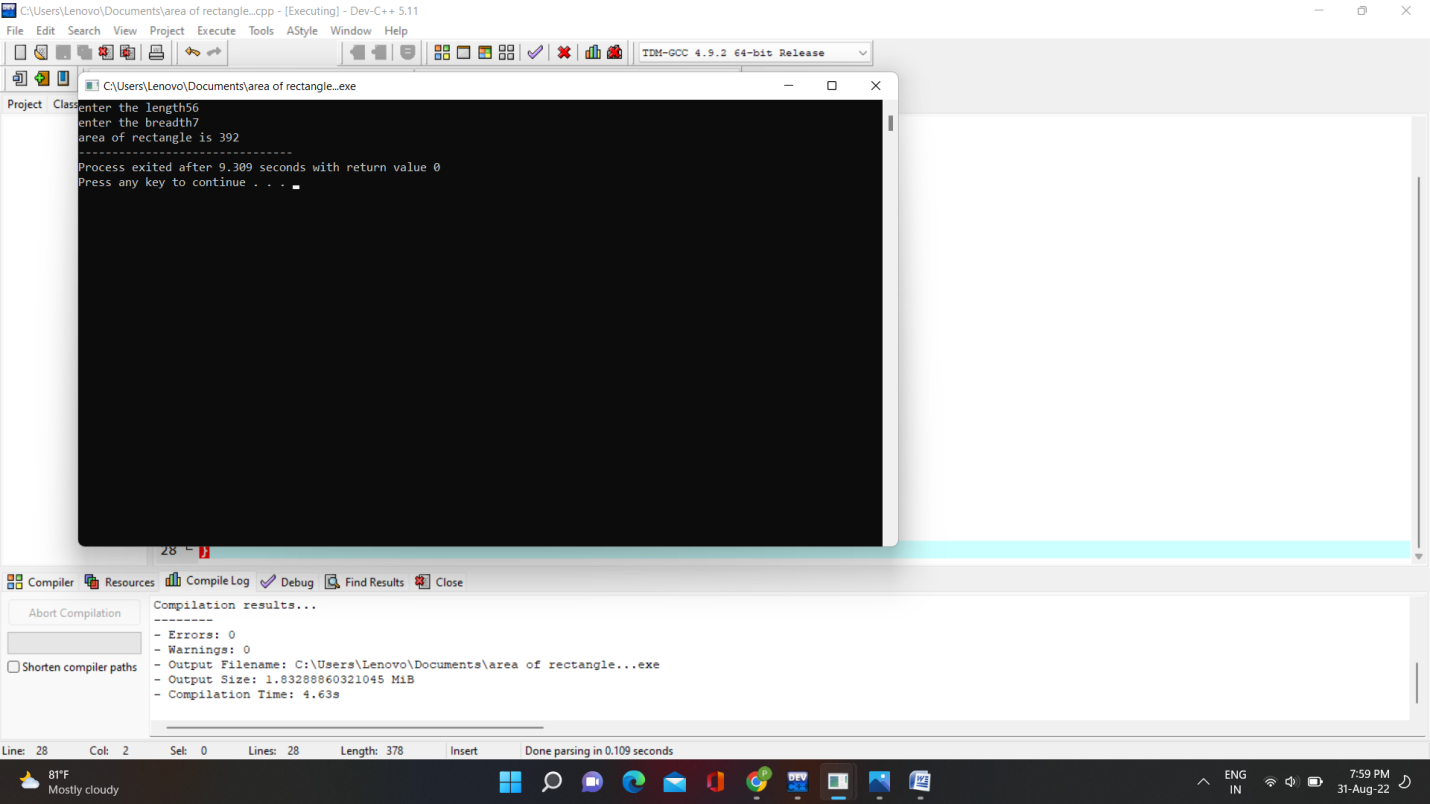 C:\Users\Lenovo\Documents\area of rectangle...cpp - [Executing] - Dev-C++ 5.11
File Edit Search View Project Execute Tools AStyle Window Help
TDM-GCC 4.9.2 64-bit Release
C:\Users\Lenovo\Documents\area of rectangle...exe
Project Class
enter the length56
enter the breadth7
area of rectangle is 392
--------------------------------
Process exited after 9.309 seconds with return value 0
Press any key to continue . . .
28 }
Compiler Resources Compile Log Debug Find Results Close
Abort Compilation
Shorten compiler paths
Compilation results...
--------
- Errors: 0
- Warnings: 0
- Output Filename: C:\Users\Lenovo\Documents\area of rectangle...exe
- Output Size: 1.83288860321045 MiB
- Compilation Time: 4.63s
Line: 28 Col: 2 Sel: 0 Lines: 28 Length: 378 Insert Done parsing in 0.109 seconds
81°F
Mostly cloudy
P
DEV
C++
ENG
IN
7:59 PM
31-Aug-22